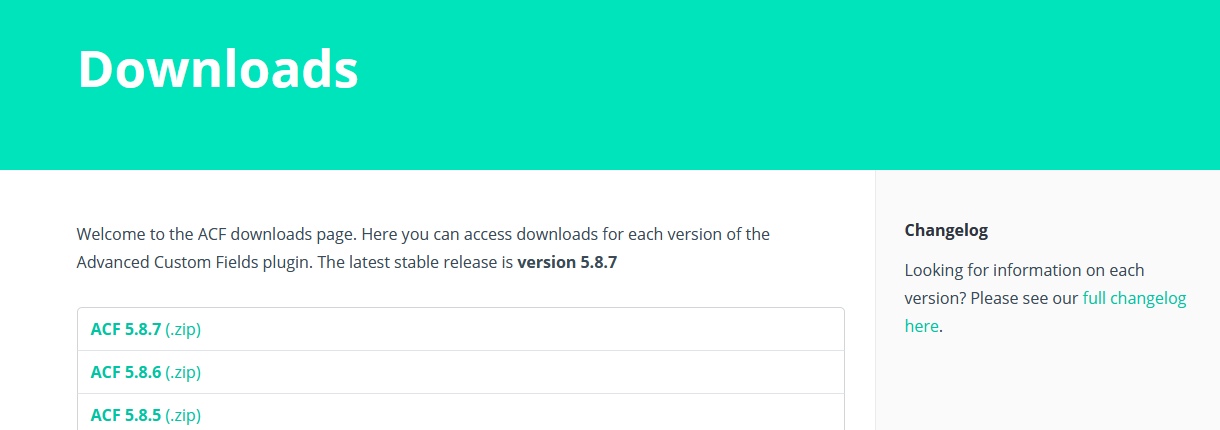 Downloads
Welcome to the ACF downloads page. Here you can access downloads for each version of the
Advanced Custom Fields plugin. The latest stable release is version 5.8.7
ACF 5.8.7 (.zip)
ACF 5.8.6 (.zip)
ACF 5.8.5 (.zip)
Changelog
Looking for information on each
version? Please see our full changelog
here.